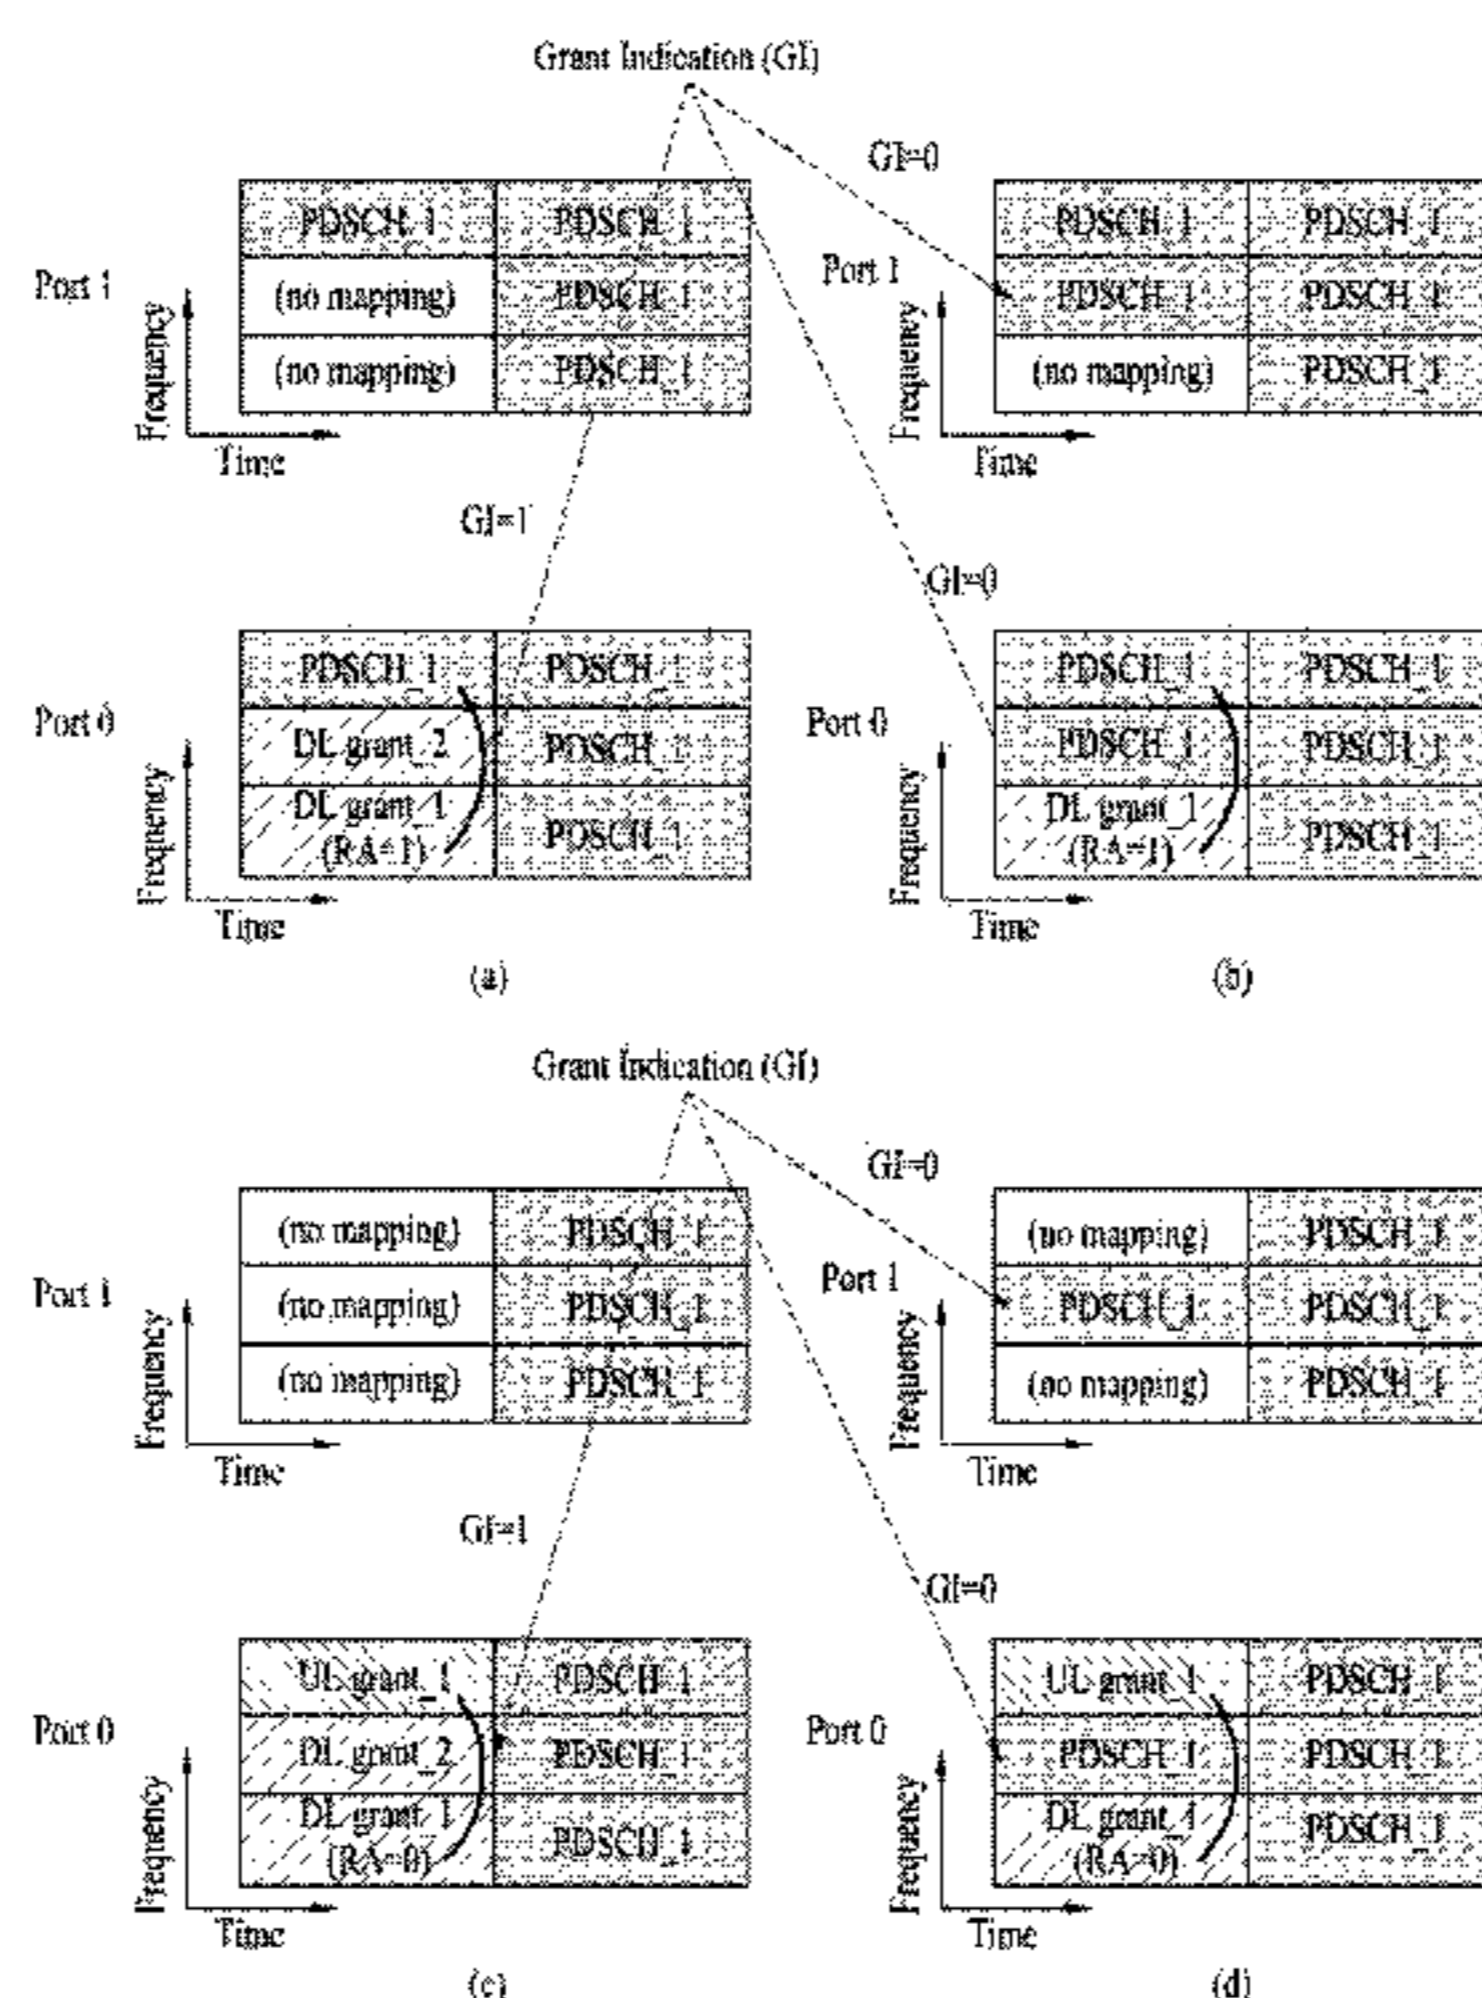 Grant Indication (GI)
GI=0
PDSCH_1 PDSCH_1
Port 1
(no mapping) PDSCH_1
(no mapping) PDSCH_1
Frequency
Time
PDSCH_1 PDSCH_1
Port 1
PDSCH_1 PDSCH_1
(no mapping) PDSCH_1
Frequency
Time
GI=1
GI=0
PDSCH_1 PDSCH_1
Port 0
DL grant_2 PDSCH_1
DL grant_1
(RA=1) PDSCH_1
Frequency
Time
(a)
PDSCH_1 PDSCH_1
Port 0
PDSCH_1 PDSCH_1
DL grant_1
(RA=1) PDSCH_1
Frequency
Time
(b)
Grant Indication (GI)
GI=0
(no mapping) PDSCH_1
Port 1
(no mapping) PDSCH_1
(no mapping) PDSCH_1
Frequency
Time
(no mapping) PDSCH_1
Port 1
PDSCH_1 PDSCH_1
(no mapping) PDSCH_1
Frequency
Time
GI=1
GI=0
UL grant_1 PDSCH_1
Port 0
DL grant_2 PDSCH_1
DL grant_1
(RA=0) PDSCH_1
Frequency
Time
(c)
UL grant_1 PDSCH_1
Port 0
PDSCH_1 PDSCH_1
DL grant_1
(RA=0) PDSCH_1
Frequency
Time
(d)